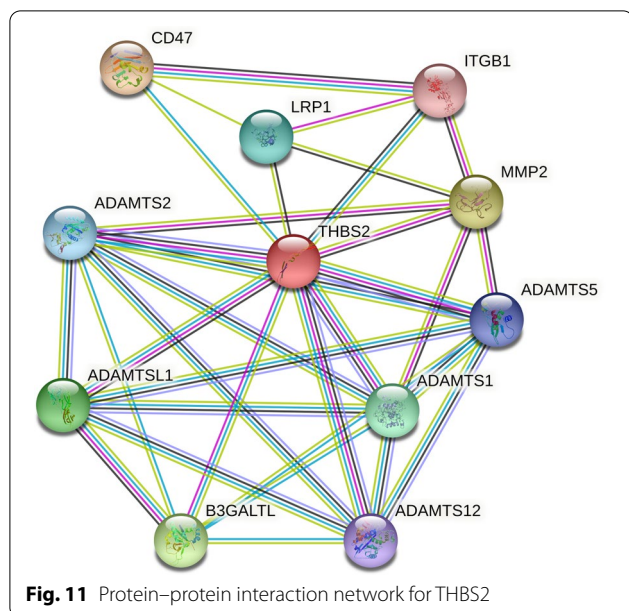 CD47
ITGB1
LRP1
MMP2
ADAMTS2
THBS2
ADAMTS5
ADAMTSL1
ADAMTS1
B3GALTL
ADAMTS12
Fig. 11 Protein–protein interaction network for THBS2